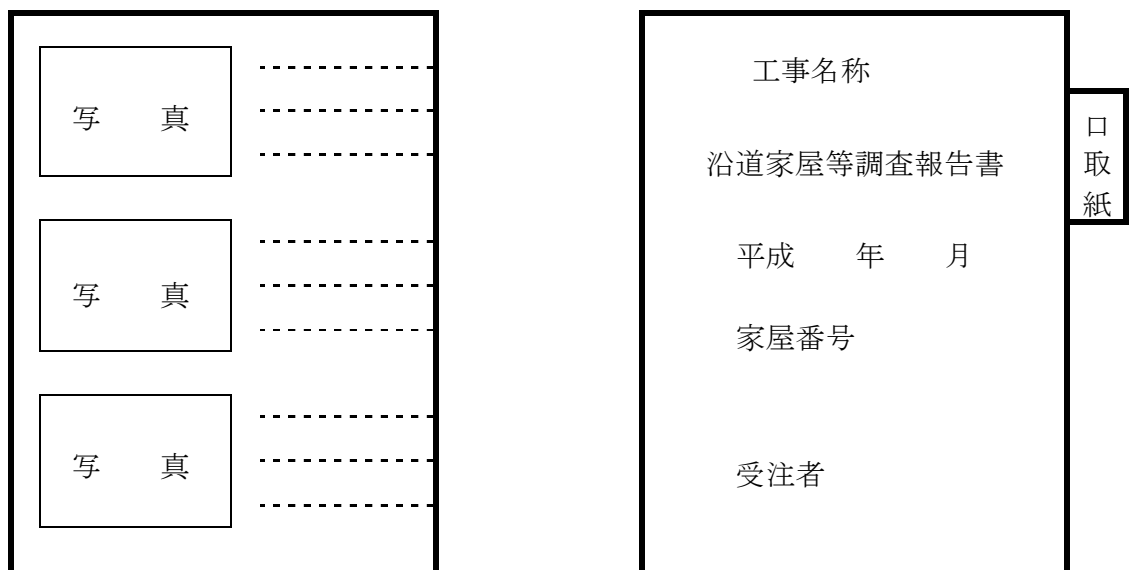 写　真
写　真
写　真
工事名称
沿道家屋等調査報告書
平成　年　月
家屋番号
受注者
口取紙